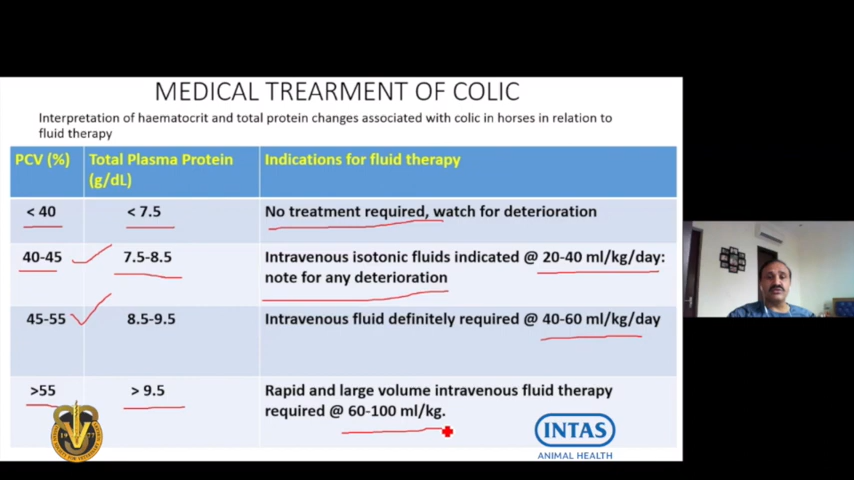 MEDICAL TREARMENT OF COLIC
Interpretation of haematocrit and total protein changes associated with colic in horses in relation to
fluid therapy
PCV (%) Total Plasma Protein Indications for fluid therapy
(g/dL)
< 40 < 7.5 No treatment required, watch for deterioration
40-45 7.5-8.5 Intravenous isotonic fluids indicated @ 20-40 ml/kg/day:
note for any deterioration
45-55 8.5-9.5 Intravenous fluid definitely required @ 40-60 ml/kg/day
>55 > 9.5 Rapid and large volume intravenous fluid therapy
required @ 60-100 ml/kg.
INTAS
ANIMAL HEALTH